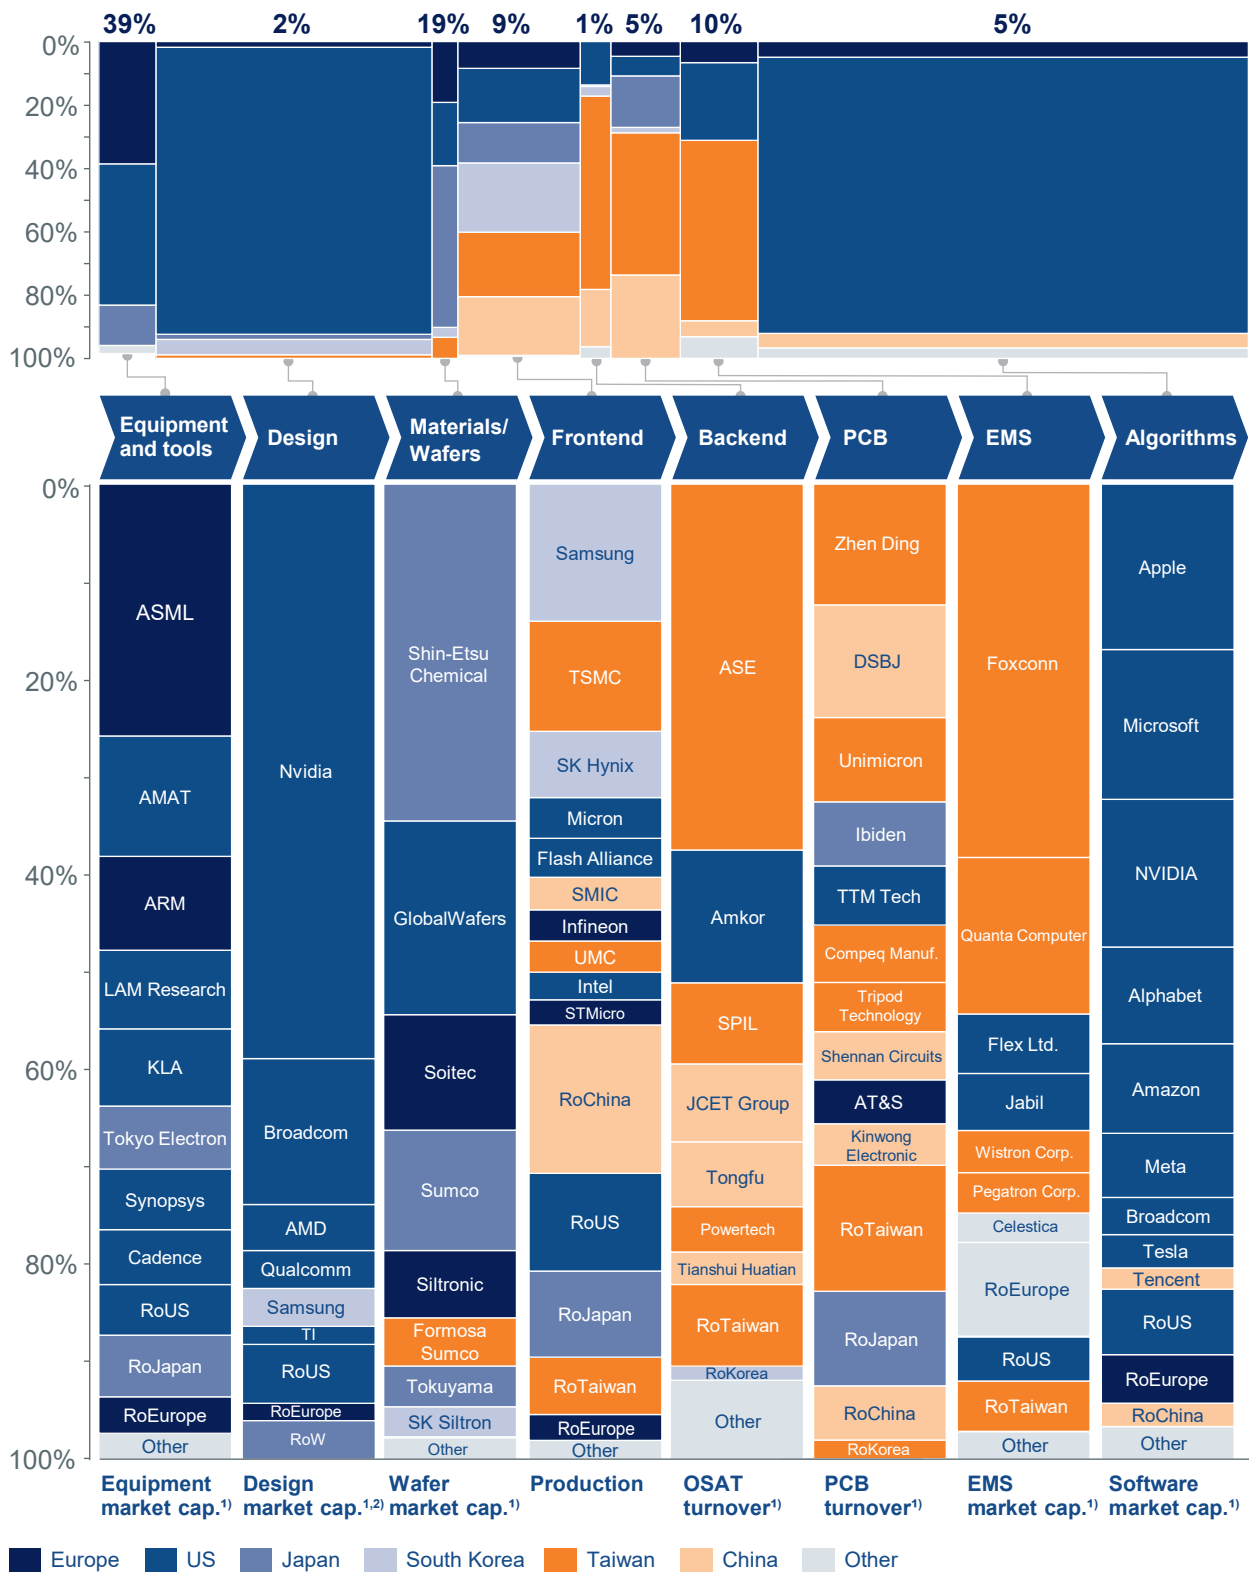 39% 2% 19% 9% 1% 5% 10% 5%
0%
20%
40%
60%
80%
100%
Equipment
and tools
Design
Materials/
Wafers
Frontend
Backend
PCB
EMS
Algorithms
0%
20%
40%
60%
80%
100%
ASML
AMAT
ARM
LAM Research
KLA
Tokyo Electron
Synopsys
Cadence
RoUS
RoJapan
RoEurope
Other
Equipment
market cap.¹⁾
Nvidia
Broadcom
AMD
Qualcomm
Samsung
TI
RoUS
RoEurope
RoW
Design
market cap.¹,²⁾
Shin-Etsu
Chemical
GlobalWafers
Soitec
Sumco
Siltronic
Formosa
Sumco
Tokuyama
SK Siltron
Other
Wafer
market cap.¹⁾
Samsung
TSMC
SK Hynix
Micron
Flash Alliance
SMIC
Infineon
UMC
Intel
STMicro
RoChina
RoUS
RoJapan
RoTaiwan
RoEurope
Other
Production
ASE
Amkor
SPIL
JCET Group
Tongfu
Powertech
Tianshui Huatian
RoTaiwan
RoKorea
Other
OSAT
turnover¹⁾
Zhen Ding
DSBJ
Unimicron
Ibiden
TTM Tech
Compeq Manuf.
Tripod
Technology
Shennan Circuits
AT&S
Kinwong
Electronic
RoTaiwan
RoJapan
RoChina
RoKorea
PCB
turnover¹⁾
Foxconn
Quanta Computer
Flex Ltd.
Jabil
Wistron Corp.
Pegatron Corp.
Celestica
RoEurope
RoUS
RoTaiwan
Other
EMS
market cap.¹⁾
Apple
Microsoft
NVIDIA
Alphabet
Amazon
Meta
Broadcom
Tesla
Tencent
RoUS
RoEurope
RoChina
Other
Software
market cap.¹⁾
Europe US Japan South Korea Taiwan China Other